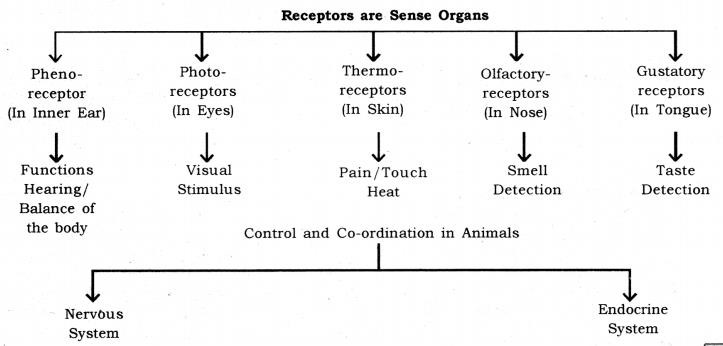 Receptors are Sense Organs
Pheno-
receptor
(In Inner Ear)
Photo-
receptors
(In Eyes)
Thermo-
receptors
(In Skin)
Olfactory-
receptors
(In Nose)
Gustatory
receptors
(In Tongue)
Functions
Hearing/
Balance of
the body
Visual
Stimulus
Pain/Touch
Heat
Smell
Detection
Taste
Detection
Control and Co-ordination in Animals
Nervous
System
Endocrine
System